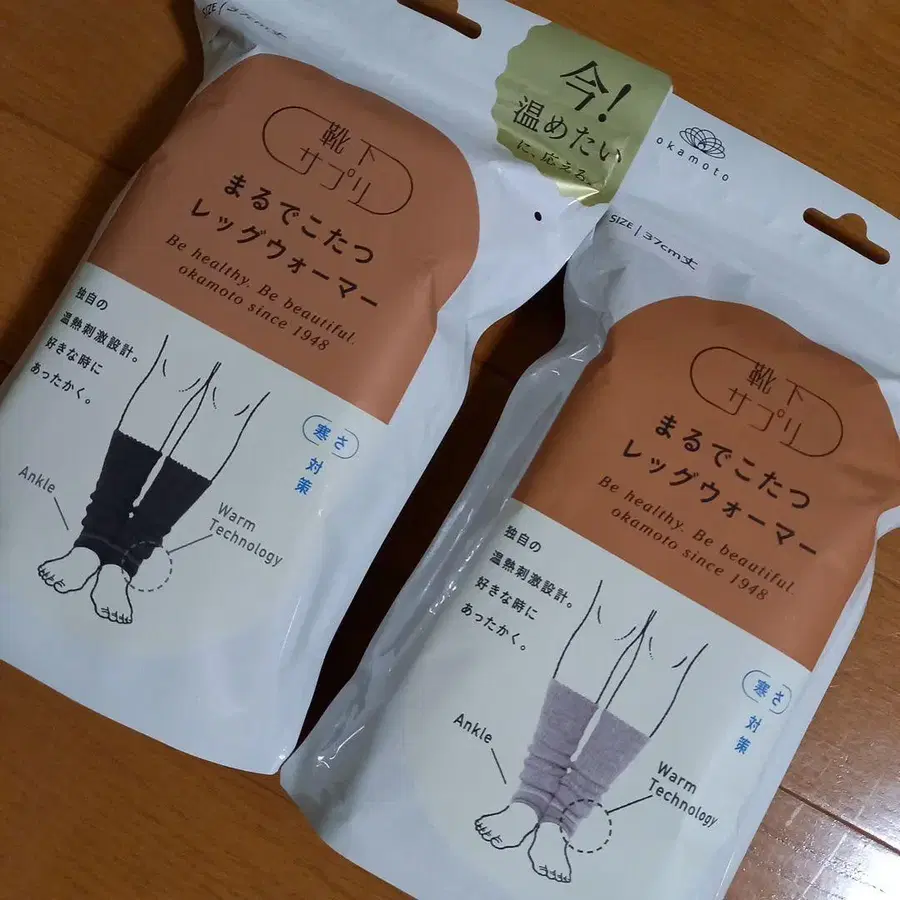 SIZE | 37cm丈
靴下
サプリ
まるでこたつ
レッグウォーマー
Be healthy. Be beautiful.
okamoto since 1948
独自の
温熱刺激設計。
好きな時に
あったかく。
寒さ
対策
Ankle
Warm
Technology
今!
温めたい
に、応える。
okamoto
SIZE | 37cm丈
靴下
サプリ
まるでこたつ
レッグウォーマー
Be healthy. Be beautiful.
okamoto since 1948
独自の
温熱刺激設計。
好きな時に
あったかく。
寒さ
対策
Ankle
Warm
Technology